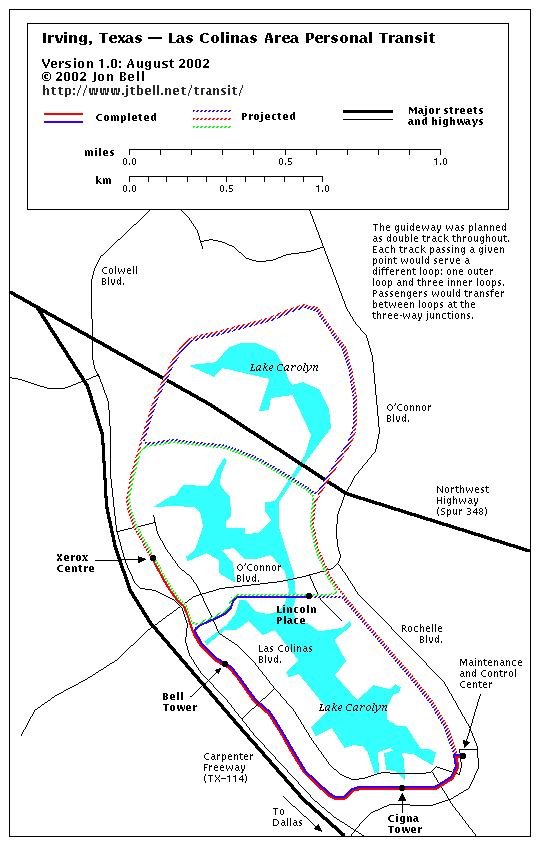 Irving, Texas — Las Colinas Area Personal Transit
Version 1.0: August 2002
© 2002 Jon Bell
http://www.jtbell.net/transit/
Completed
Projected
Major streets
and highways
miles
0.0
0.5
1.0
km
0.0
0.5
1.0
The guideway was planned
as double track throughout.
Each track passing a given
point would serve a
different loop: one outer
loop and three inner loops.
Passengers would transfer
between loops at the
three-way junctions.
Colwell
Blvd.
Lake Carolyn
O'Connor
Blvd.
Northwest
Highway
(Spur 348)
Xerox
Centre
O'Connor
Blvd.
Lincoln
Place
Rochelle
Blvd.
Las Colinas
Blvd.
Maintenance
and Control
Center
Bell
Tower
Lake Carolyn
Carpenter
Freeway
(TX-114)
To
Dallas
Cigna
Tower